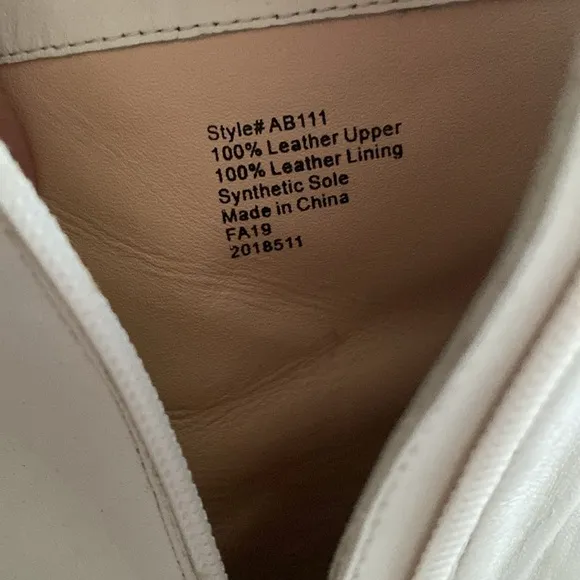 Style# AB111
100% Leather Upper
100% Leather Lining
Synthetic Sole
Made in China
FA19
2018511